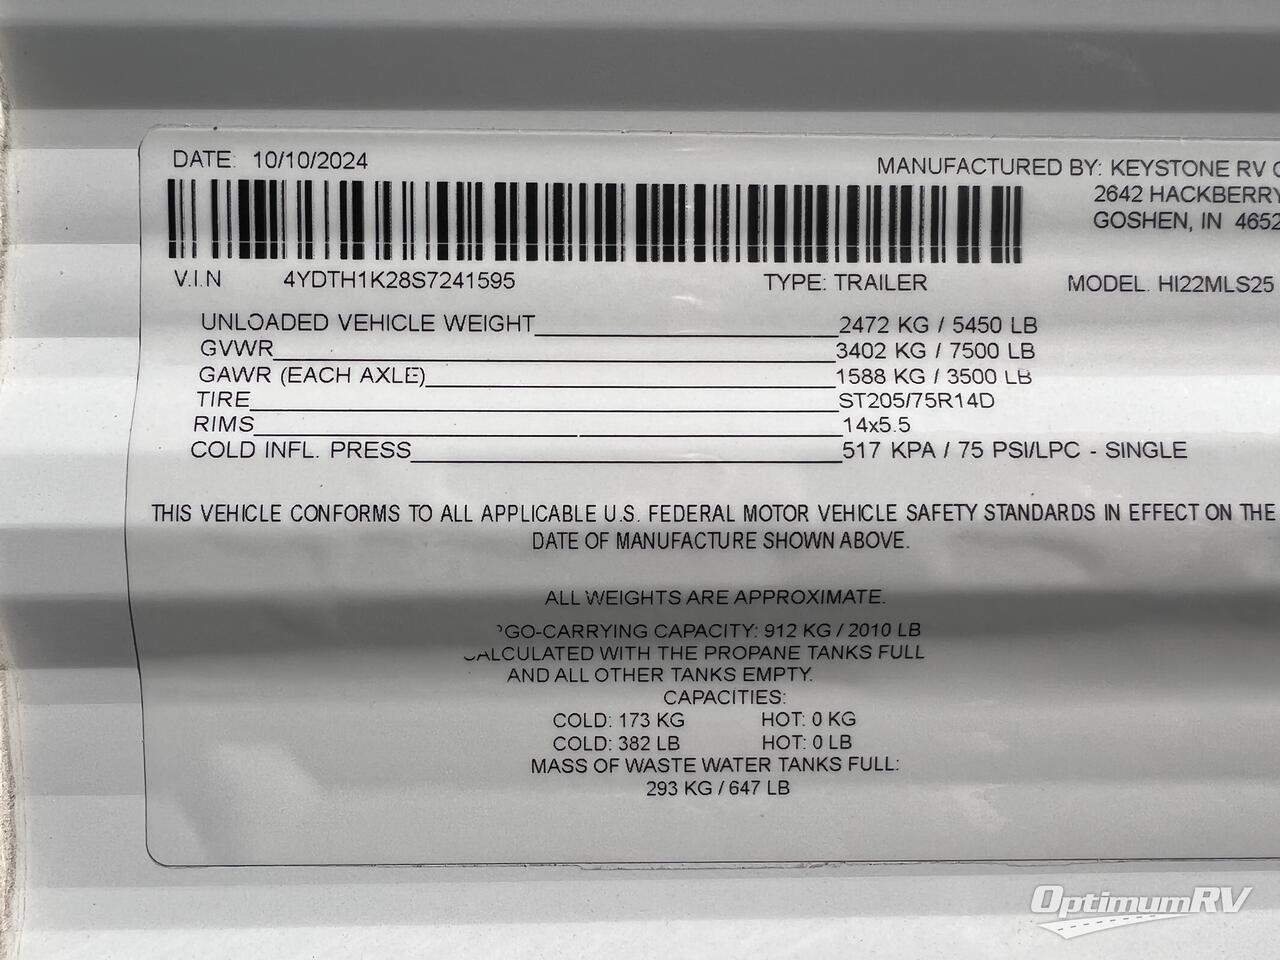 DATE: 10/10/2024
MANUFACTURED BY: KEYSTONE RV
2642 HACKBERRY
GOSHEN, IN
V.I.N 4YDTH1K28S7241595 TYPE: TRAILER MODEL: HI22MLS25
UNLOADED VEHICLE WEIGHT 2472 KG / 5450 LB
GVWR 3402 KG / 7500 LB
GAWR (EACH AXLE) 1588 KG / 3500 LB
TIRE ST205/75R14D
RIMS 14x5.5
COLD INFL. PRESS 517 KPA / 75 PSI/LPC - SINGLE
THIS VEHICLE CONFORMS TO ALL APPLICABLE U.S. FEDERAL MOTOR VEHICLE SAFETY STANDARDS IN EFFECT ON THE
DATE OF MANUFACTURE SHOWN ABOVE.
ALL WEIGHTS ARE APPROXIMATE.
GO-CARRYING CAPACITY: 912 KG / 2010 LB
CALCULATED WITH THE PROPANE TANKS FULL
AND ALL OTHER TANKS EMPTY.
CAPACITIES:
COLD: 173 KG HOT: 0 KG
COLD: 382 LB HOT: 0 LB
MASS OF WASTE WATER TANKS FULL:
293 KG / 647 LB
OptimumRV